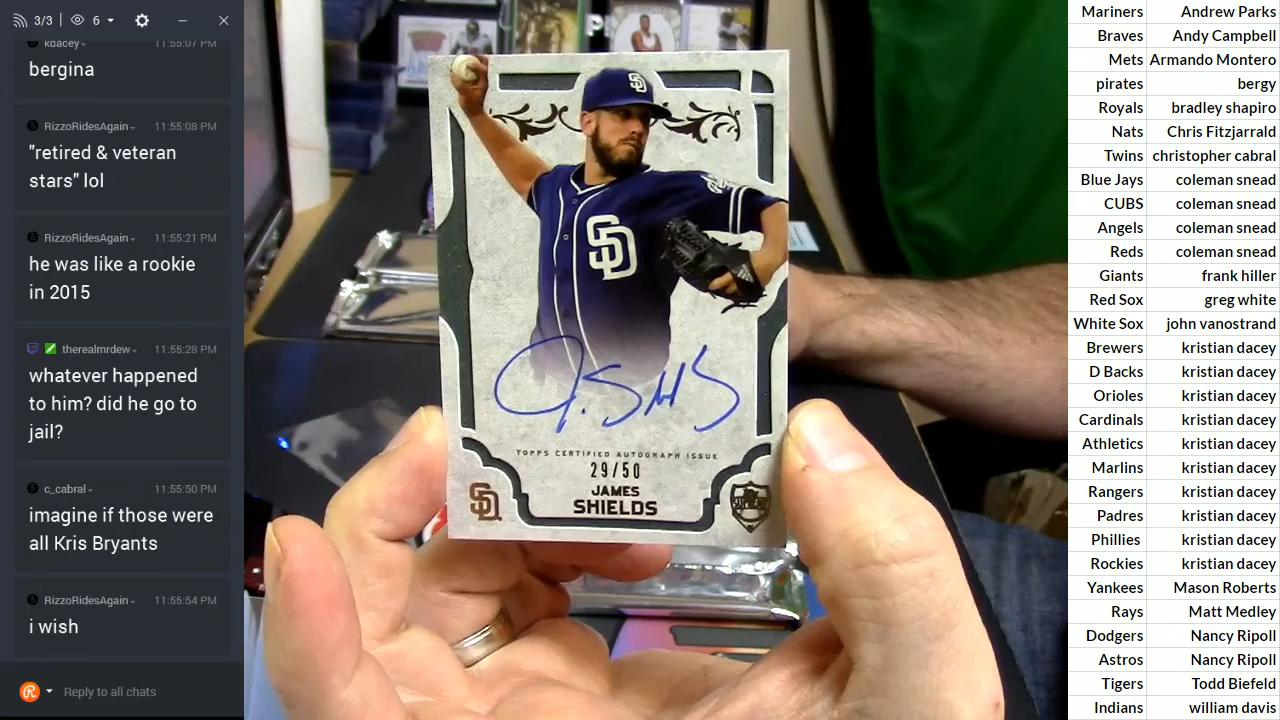 3/3
6
kdacey
11:55:07 PM
bergina
RizzoRidesAgain
11:55:08 PM
"retired & veteran
stars" lol
RizzoRidesAgain
11:55:21 PM
he was like a rookie
in 2015
therealmrdew
11:55:28 PM
whatever happened
to him? did he go to
jail?
c_cabral
11:55:50 PM
imagine if those were
all Kris Bryants
RizzoRidesAgain
11:55:54 PM
i wish
Reply to all chats
SD
SD
J. Shields
TOPPS CERTIFIED AUTOGRAPH ISSUE
29/50
JAMES
SHIELDS
SD
Mariners Andrew Parks
Braves Andy Campbell
Mets Armando Montero
pirates bergy
Royals bradley shapiro
Nats Chris Fitzjarrald
Twins christopher cabral
Blue Jays coleman snead
CUBS coleman snead
Angels coleman snead
Reds coleman snead
Giants frank hiller
Red Sox greg white
White Sox john vanostrand
Brewers kristian dacey
D Backs kristian dacey
Orioles kristian dacey
Cardinals kristian dacey
Athletics kristian dacey
Marlins kristian dacey
Rangers kristian dacey
Padres kristian dacey
Phillies kristian dacey
Rockies kristian dacey
Yankees Mason Roberts
Rays Matt Medley
Dodgers Nancy Ripoll
Astros Nancy Ripoll
Tigers Todd Biefeld
Indians william davis